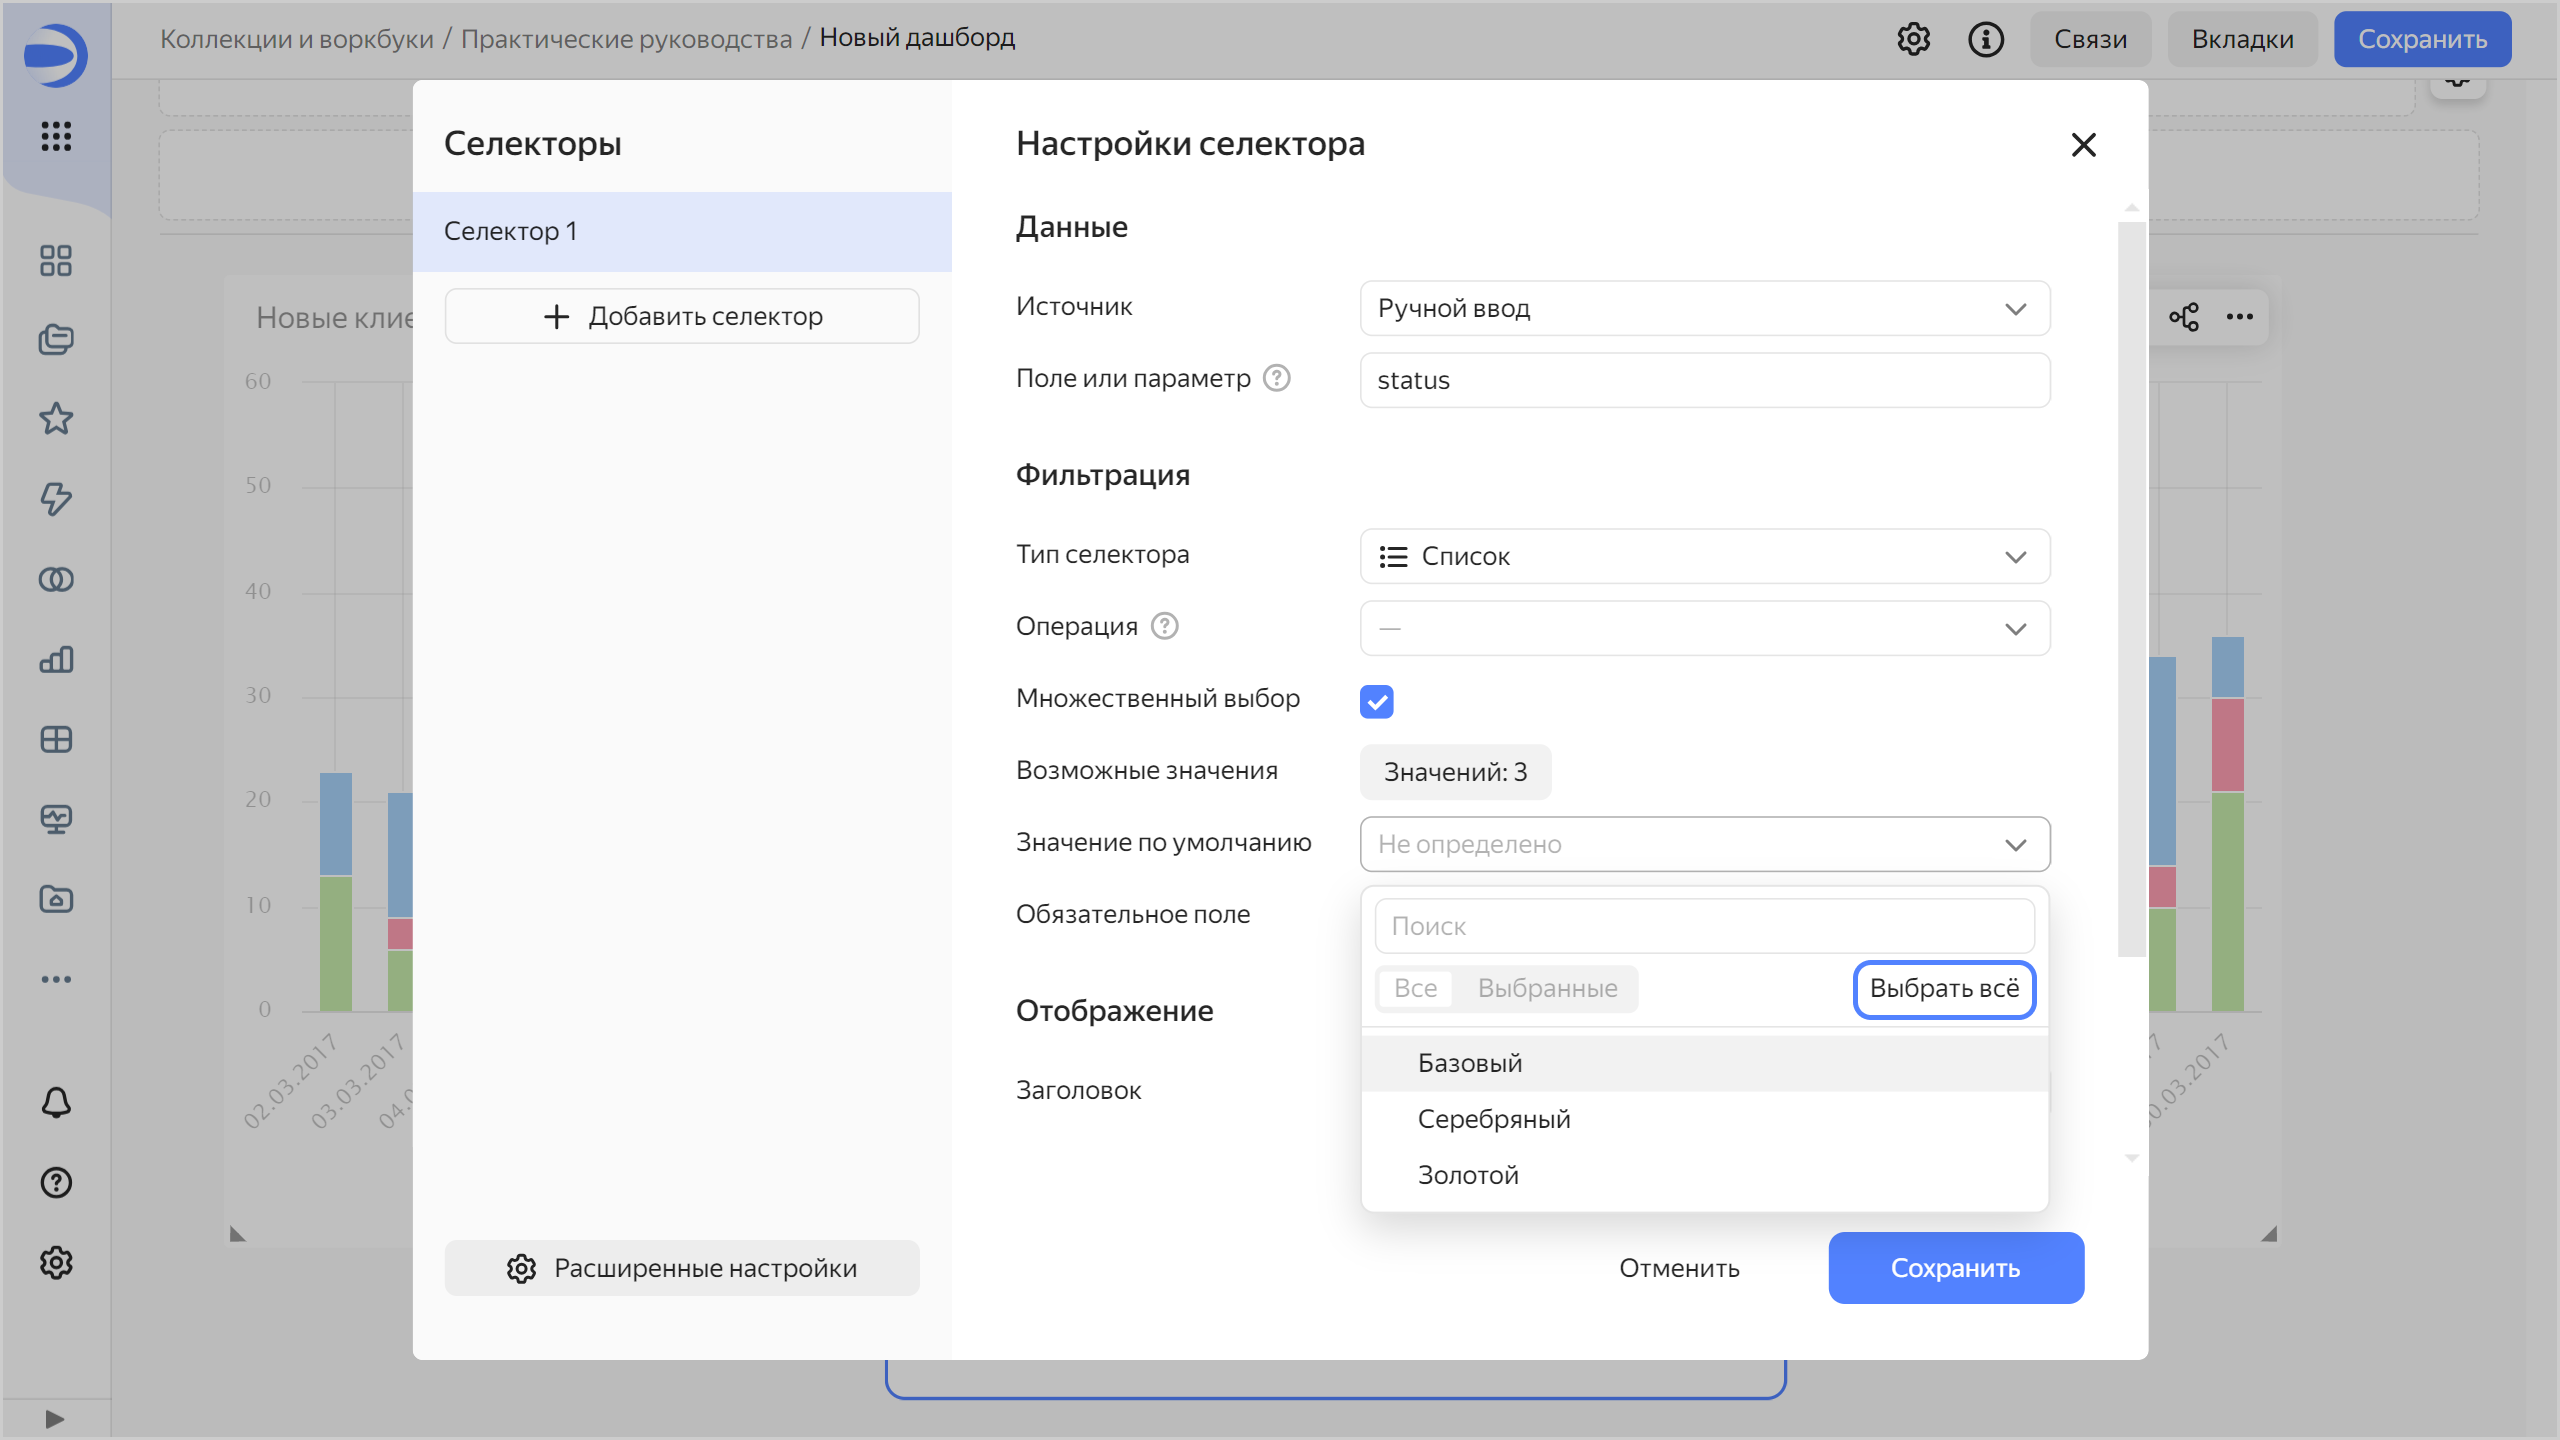 Коллекции и воркбуки / Практические руководства / Новый дашборд
Связи
Вкладки
Сохранить
Селекторы
Селектор 1
Добавить селектор
Расширенные настройки
Настройки селектора
Данные
Источник
Ручной ввод
Поле или параметр
status
Фильтрация
Тип селектора
Список
Операция
—
Множественный выбор
Возможные значения
Значений: 3
Значение по умолчанию
Не определено
Обязательное поле
Поиск
Все
Выбранные
Выбрать всё
Базовый
Серебряный
Золотой
Отображение
Заголовок
Отменить
Сохранить
Новые клие
60
50
40
30
20
10
0
02.03.2017
03.03.2017
04.0
7
0.03.2017